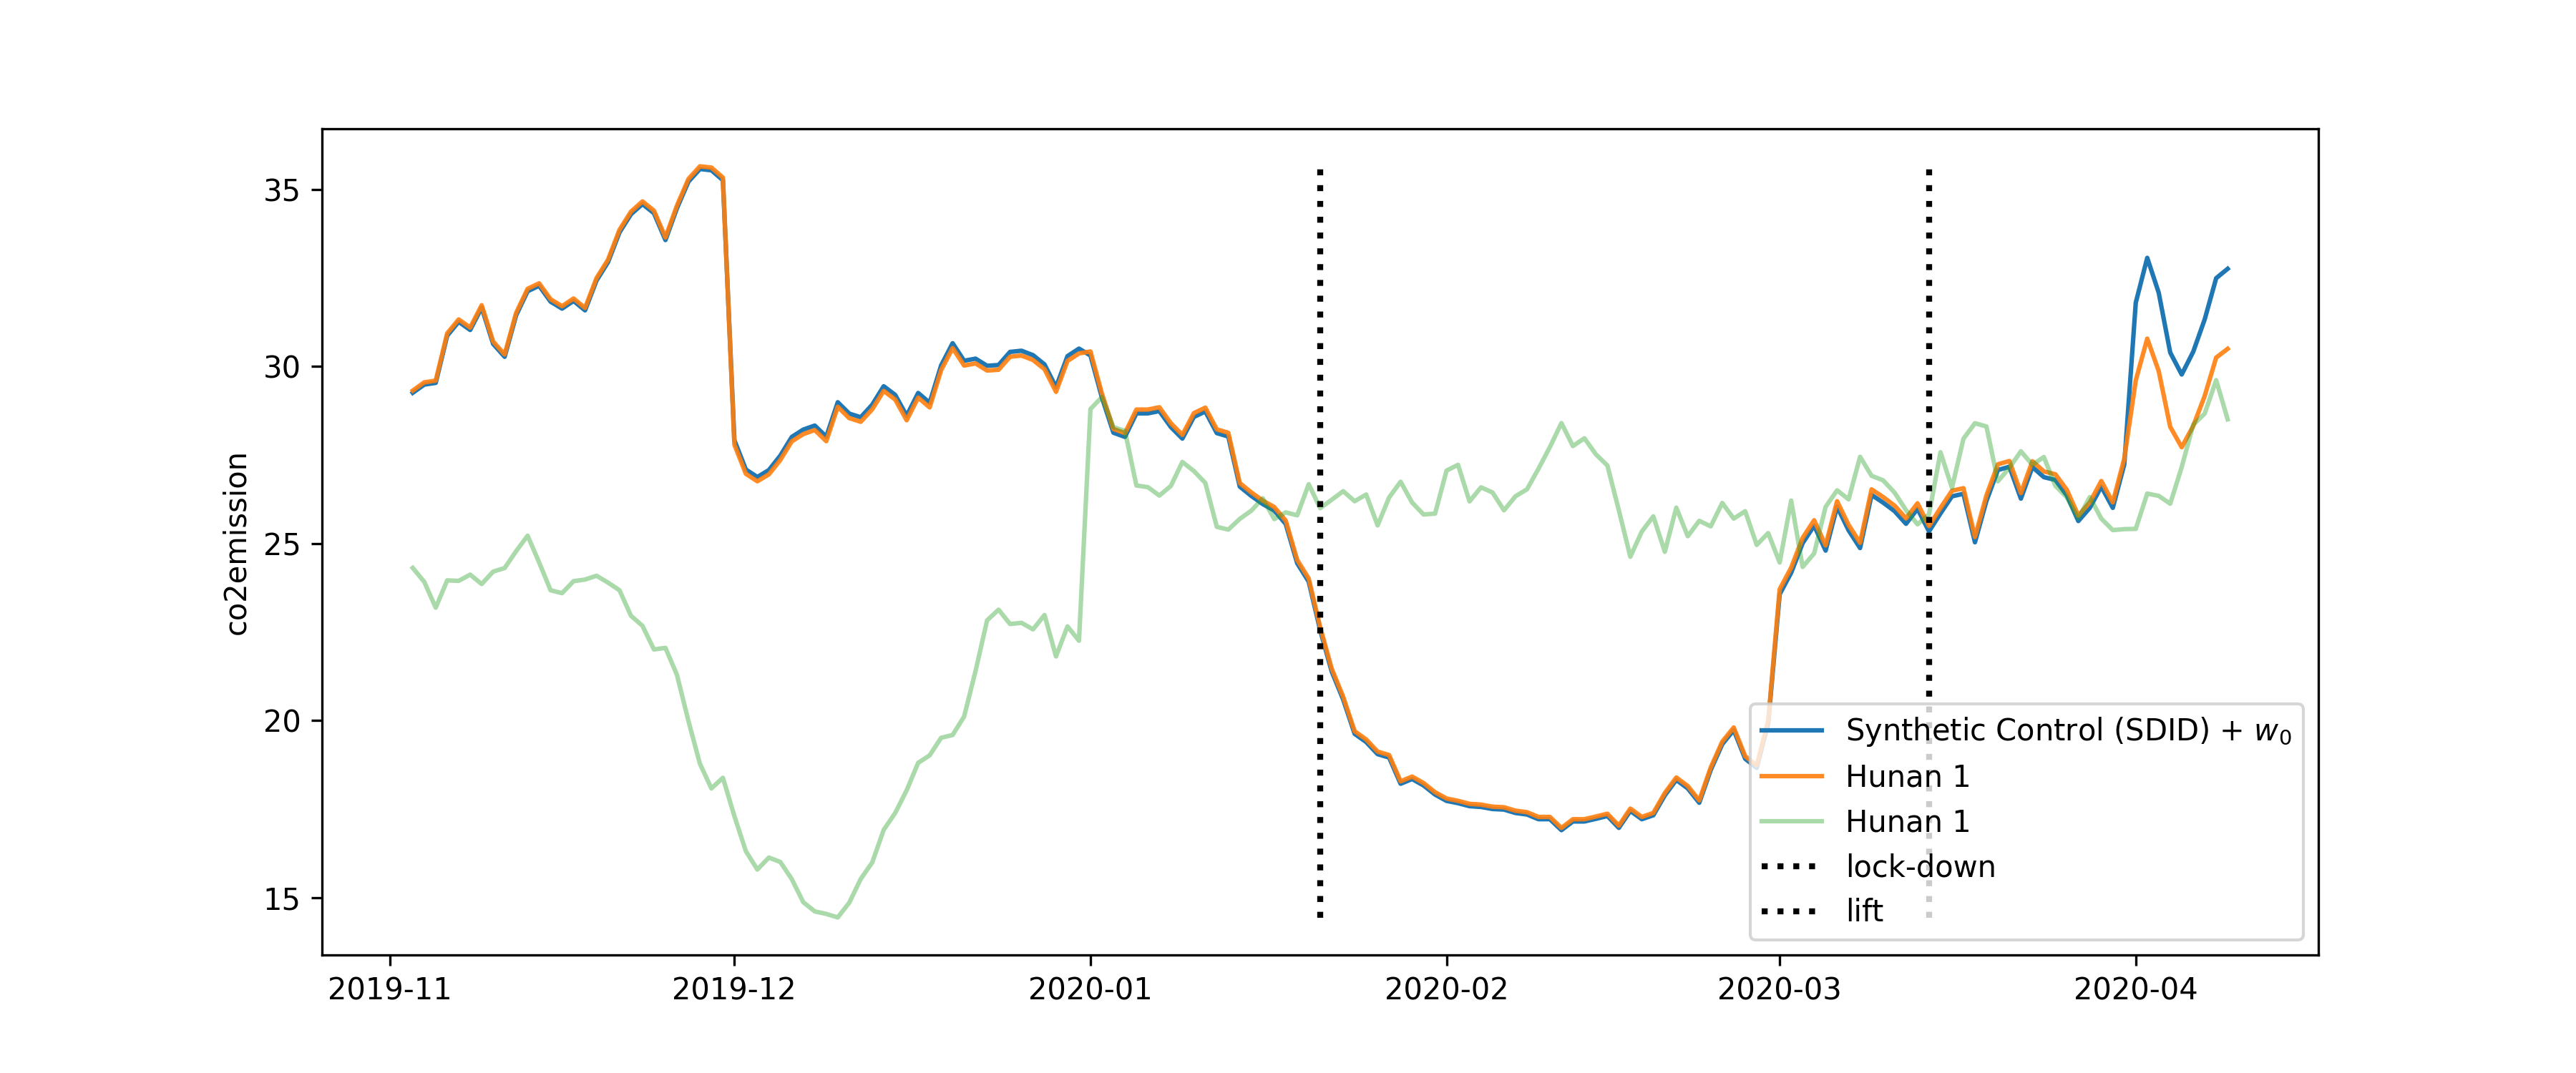 35
30
25
20
15
co2emission
2019-11
2019-12
2020-01
2020-02
2020-03
2020-04
Synthetic Control (SDID) + w₀
Hunan 1
Hunan 1
lock-down
lift